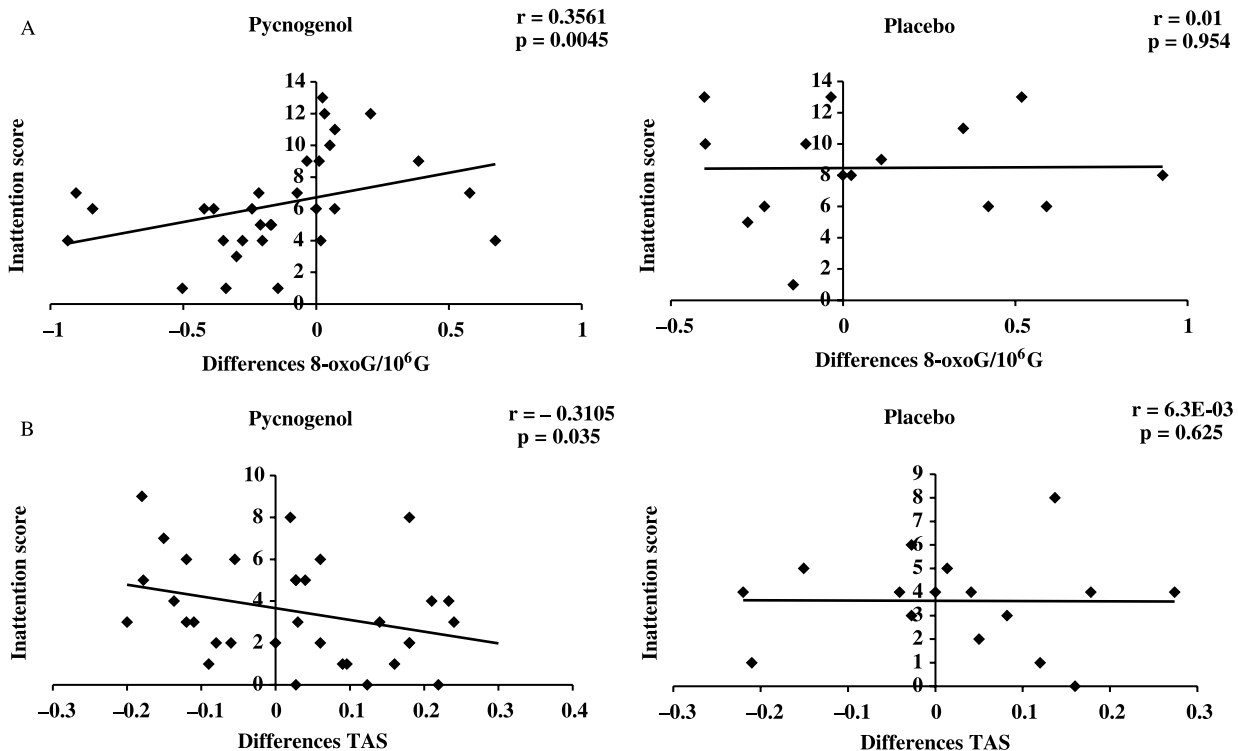 A
Pycnogenol
r = 0.3561
p = 0.0045
Inattention score
14
12
10
8
6
4
2
0
−1
−0.5
0
0.5
1
Differences 8-oxoG/10⁶G
Placebo
r = 0.01
p = 0.954
Inattention score
14
12
10
8
6
4
2
0
−0.5
0
0.5
1
Differences 8-oxoG/10⁶G
B
Pycnogenol
r = – 0.3105
p = 0.035
Inattention score
10
8
6
4
2
0
−0.3
−0.2
−0.1
0
0.1
0.2
0.3
0.4
Differences TAS
Placebo
r = 6.3E-03
p = 0.625
Inattention score
9
8
7
6
5
4
3
2
1
0
−0.3
−0.2
−0.1
0
0.1
0.2
0.3
Differences TAS